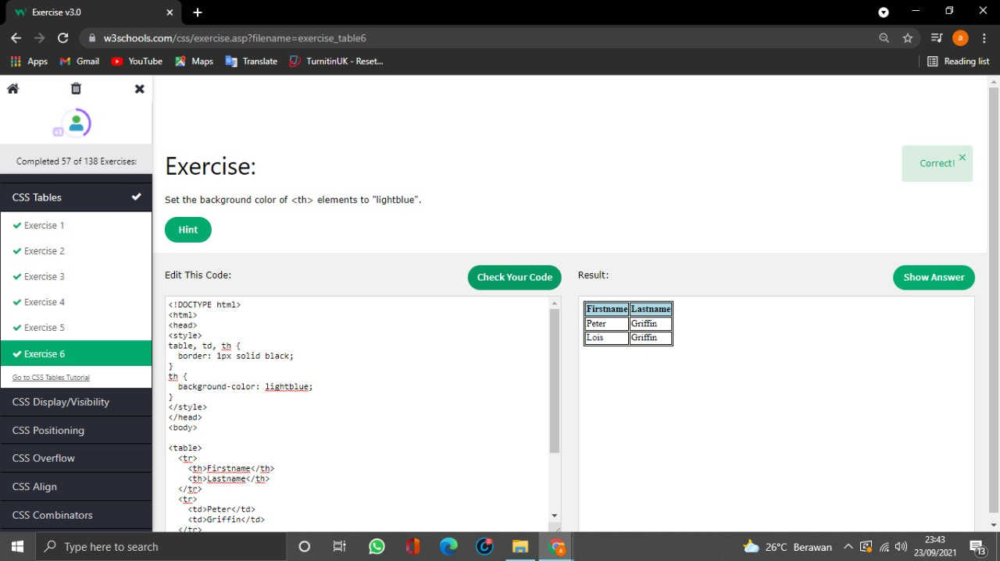 Exercise v3.0
w3schools.com/css/exercise.asp?filename=exercise_table6
a
Apps
Gmail
YouTube
Maps
Translate
TurnitinUK - Reset...
Reading list
+1
Completed 57 of 138 Exercises:
CSS Tables
Exercise 1
Exercise 2
Exercise 3
Exercise 4
Exercise 5
Exercise 6
Go to CSS Tables Tutorial
CSS Display/Visibility
CSS Positioning
CSS Overflow
CSS Align
CSS Combinators
Exercise:
Correct!
Set the background color of <th> elements to "lightblue".
Hint
Edit This Code:
Check Your Code
<!DOCTYPE html>
<html>
<head>
<style>
table, td, th {
  border: 1px solid black;
}
th {
  background-color: lightblue;
}
</style>
</head>
<body>
<table>
  <tr>
    <th>Firstname</th>
    <th>Lastname</th>
  </tr>
  <tr>
    <td>Peter</td>
    <td>Griffin</td>
  </tr>
Result:
Show Answer
Firstname Lastname
Peter Griffin
Lois Griffin
Type here to search
26°C Berawan
23:43
23/09/2021
13